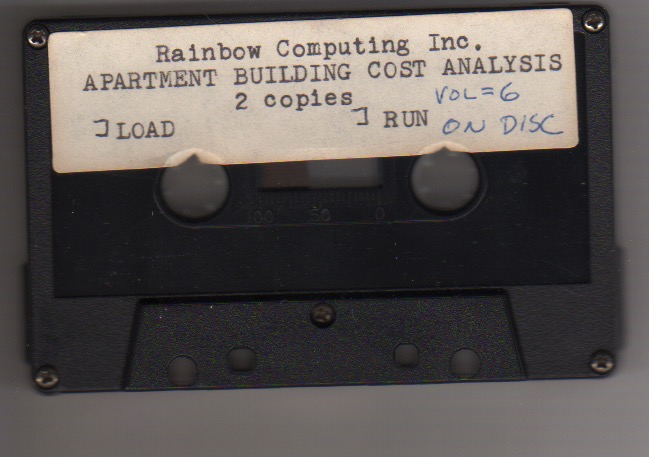 Rainbow Computing Inc.
APARTMENT BUILDING COST ANALYSIS
2 copies VOL=6
]LOAD ]RUN ON DISC
100 50 0